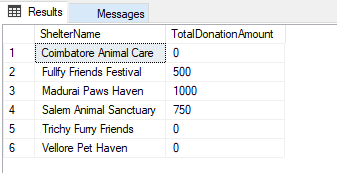 Results Messages
ShelterName TotalDonationAmount
1 Coimbatore Animal Care 0
2 Fullfy Friends Festival 500
3 Madurai Paws Haven 1000
4 Salem Animal Sanctuary 750
5 Trichy Furry Friends 0
6 Vellore Pet Haven 0